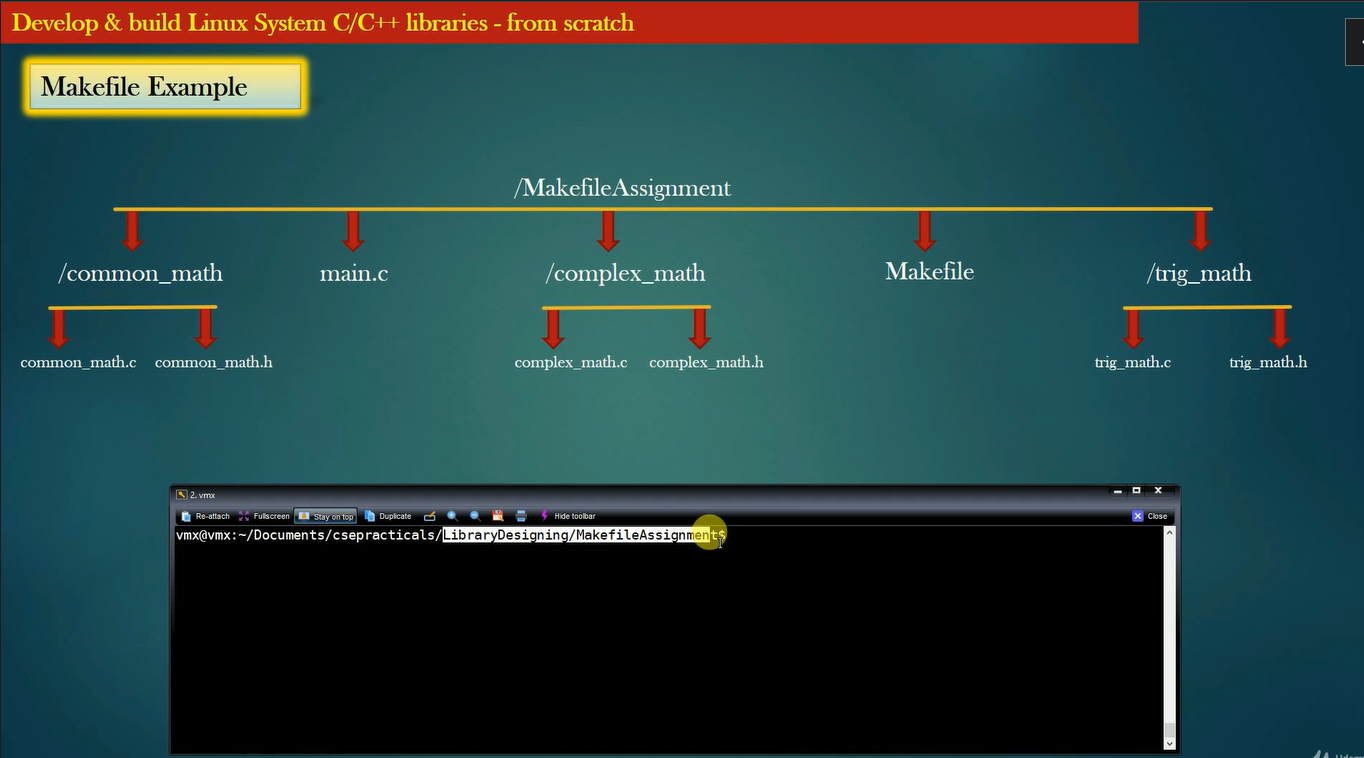 Develop & build Linux System C/C++ libraries - from scratch
Makefile Example
/MakefileAssignment
/common_math main.c /complex_math Makefile /trig_math
common_math.c common_math.h complex_math.c complex_math.h trig_math.c trig_math.h
2. vmx
Re-attach Fullscreen Stay on top Duplicate Hide toolbar Close
vmx@vmx:~/Documents/csepracticals/LibraryDesigning/MakefileAssignment$